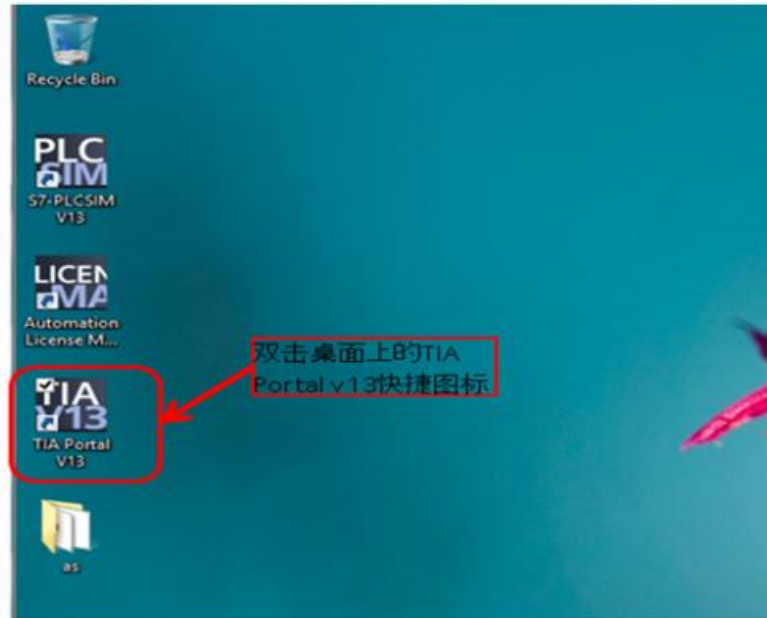 Recycle Bin
PLC
SIM
S7-PLCSIM
V13
LICEN
MA
Automation
License M...
TIA
V13
TIA Portal
V13
双击桌面上的TIA
Portal v13快捷图标
as